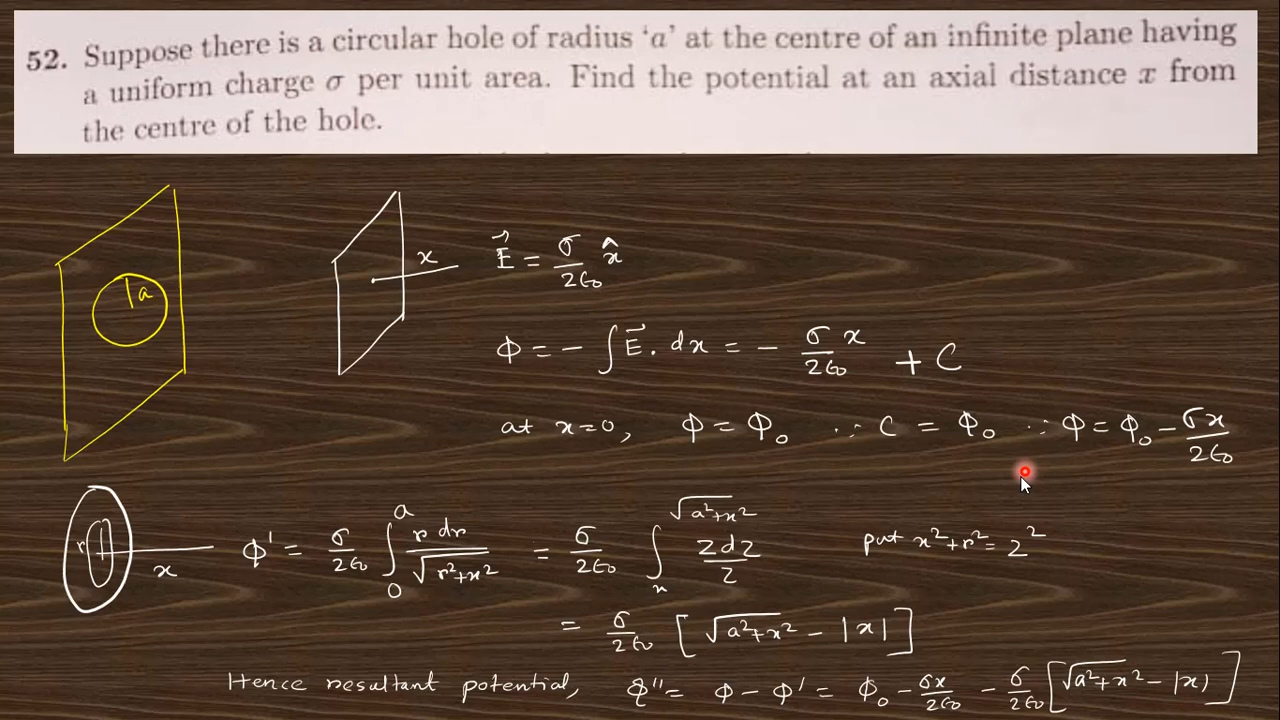 52. Suppose there is a circular hole of radius ‘a’ at the centre of an infinite plane having
a uniform charge σ per unit area. Find the potential at an axial distance x from
the centre of the hole.
a
x
E⃗ = σ/2ε₀ x̂
Φ = − ∫ E⃗ . dx = − σx/2ε₀ + C
at x=0, Φ = Φ₀ ∴ C = Φ₀ ∴ Φ = Φ₀ − σx/2ε₀
r
x
Φ' = σ/2ε₀ ∫₀ᵃ r dr/√(r²+x²) = σ/2ε₀ ∫ₓ^√(a²+x²) z dz/z put x²+r² = z²
= σ/2ε₀ [√(a²+x²) − |x|]
Hence resultant potential, Φ'' = Φ − Φ' = Φ₀ − σx/2ε₀ − σ/2ε₀ [√(a²+x²) − |x|]